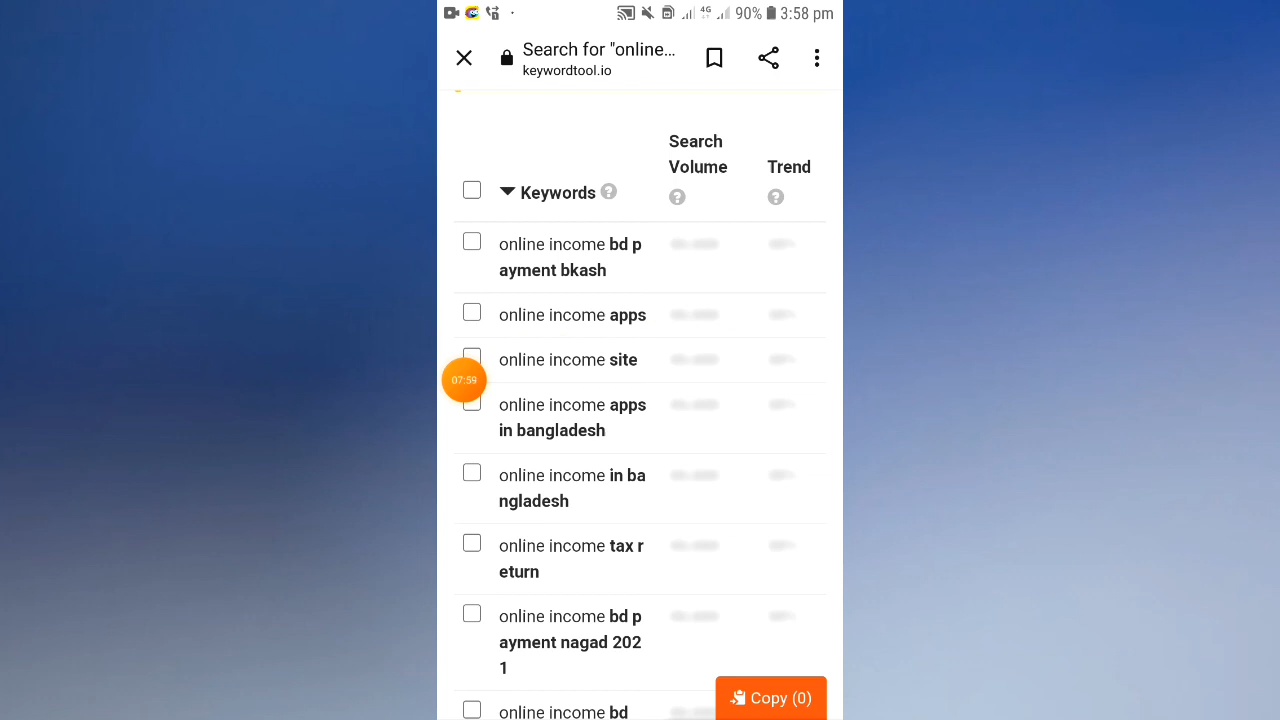 90% 3:58 pm
4G
Search for "online...
keywordtool.io
Search
Volume
Trend
Keywords
online income bd p
ayment bkash
online income apps
online income site
07:59
online income apps
in bangladesh
online income in ba
ngladesh
online income tax r
eturn
online income bd p
ayment nagad 202
1
online income bd
Copy (0)